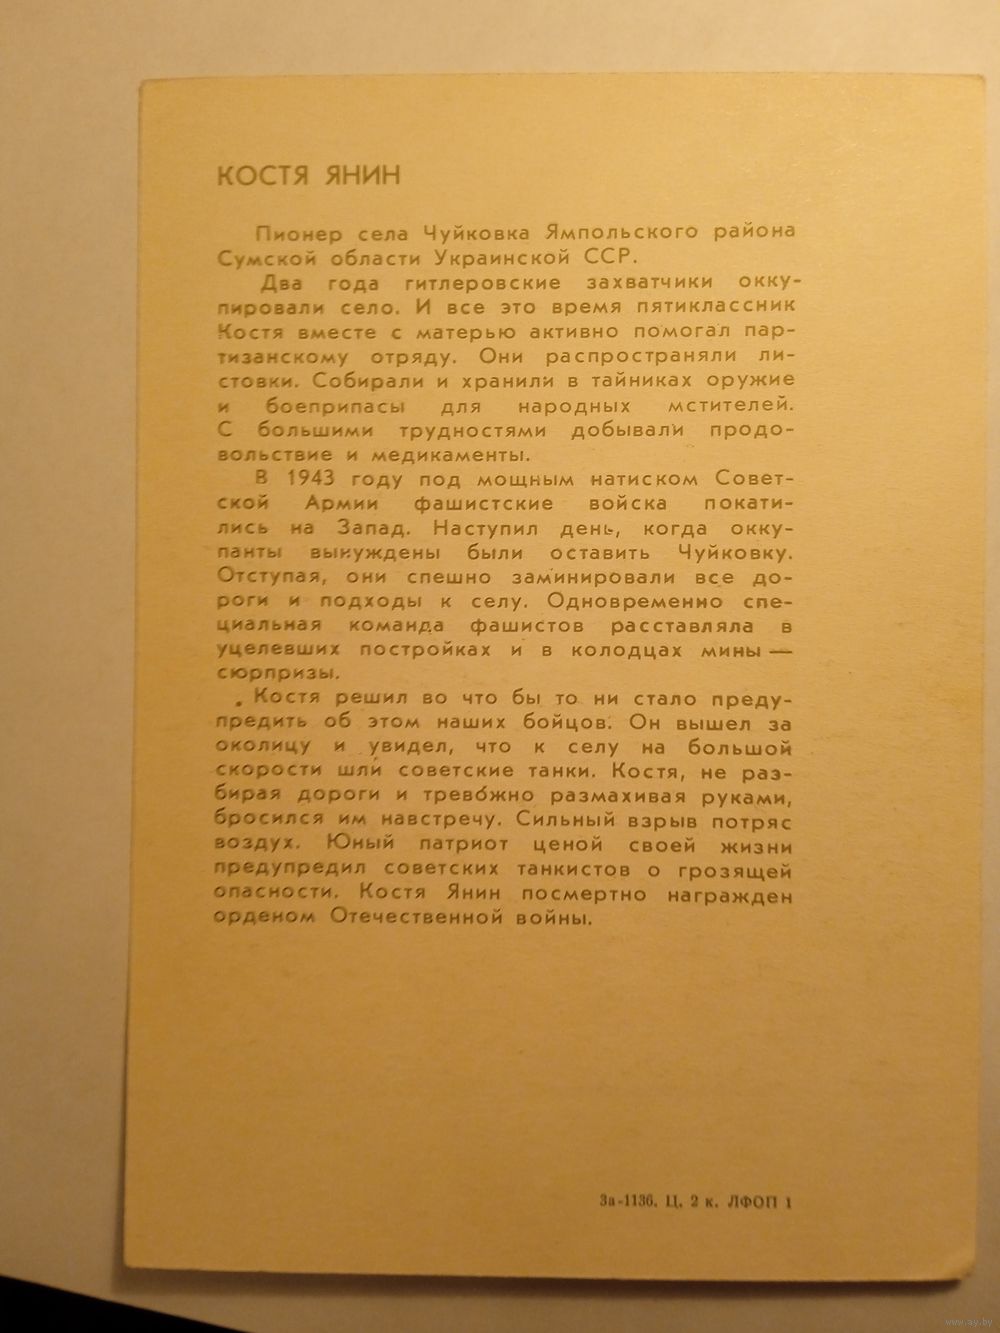 КОСТЯ ЯНИН
Пионер села Чуйковка Ямпольского района
Сумской области Украинской ССР.
Два года гитлеровские захватчики окку-
пировали село. И все это время пятиклассник
Костя вместе с матерью активно помогал пар-
тизанскому отряду. Они распространяли ли-
стовки. Собирали и хранили в тайниках оружие
и боеприпасы для народных мстителей.
С большими трудностями добывали продо-
вольствие и медикаменты.
В 1943 году под мощным натиском Совет-
ской Армии фашистские войска покати-
лись на Запад. Наступил день, когда окку-
панты вынуждены были оставить Чуйковку.
Отступая, они спешно заминировали все до-
роги и подходы к селу. Одновременно спе-
циальная команда фашистов расставляла в
уцелевших постройках и в колодцах мины —
сюрпризы.
Костя решил во что бы то ни стало преду-
предить об этом наших бойцов. Он вышел за
околицу и увидел, что к селу на большой
скорости шли советские танки. Костя, не раз-
бирая дороги и тревожно размахивая руками,
бросился им навстречу. Сильный взрыв потряс
воздух. Юный патриот ценой своей жизни
предупредил советских танкистов о грозящей
опасности. Костя Янин посмертно награжден
орденом Отечественной войны.
За-1136. Ц. 2 к. ЛФОП 1
www.ay.by